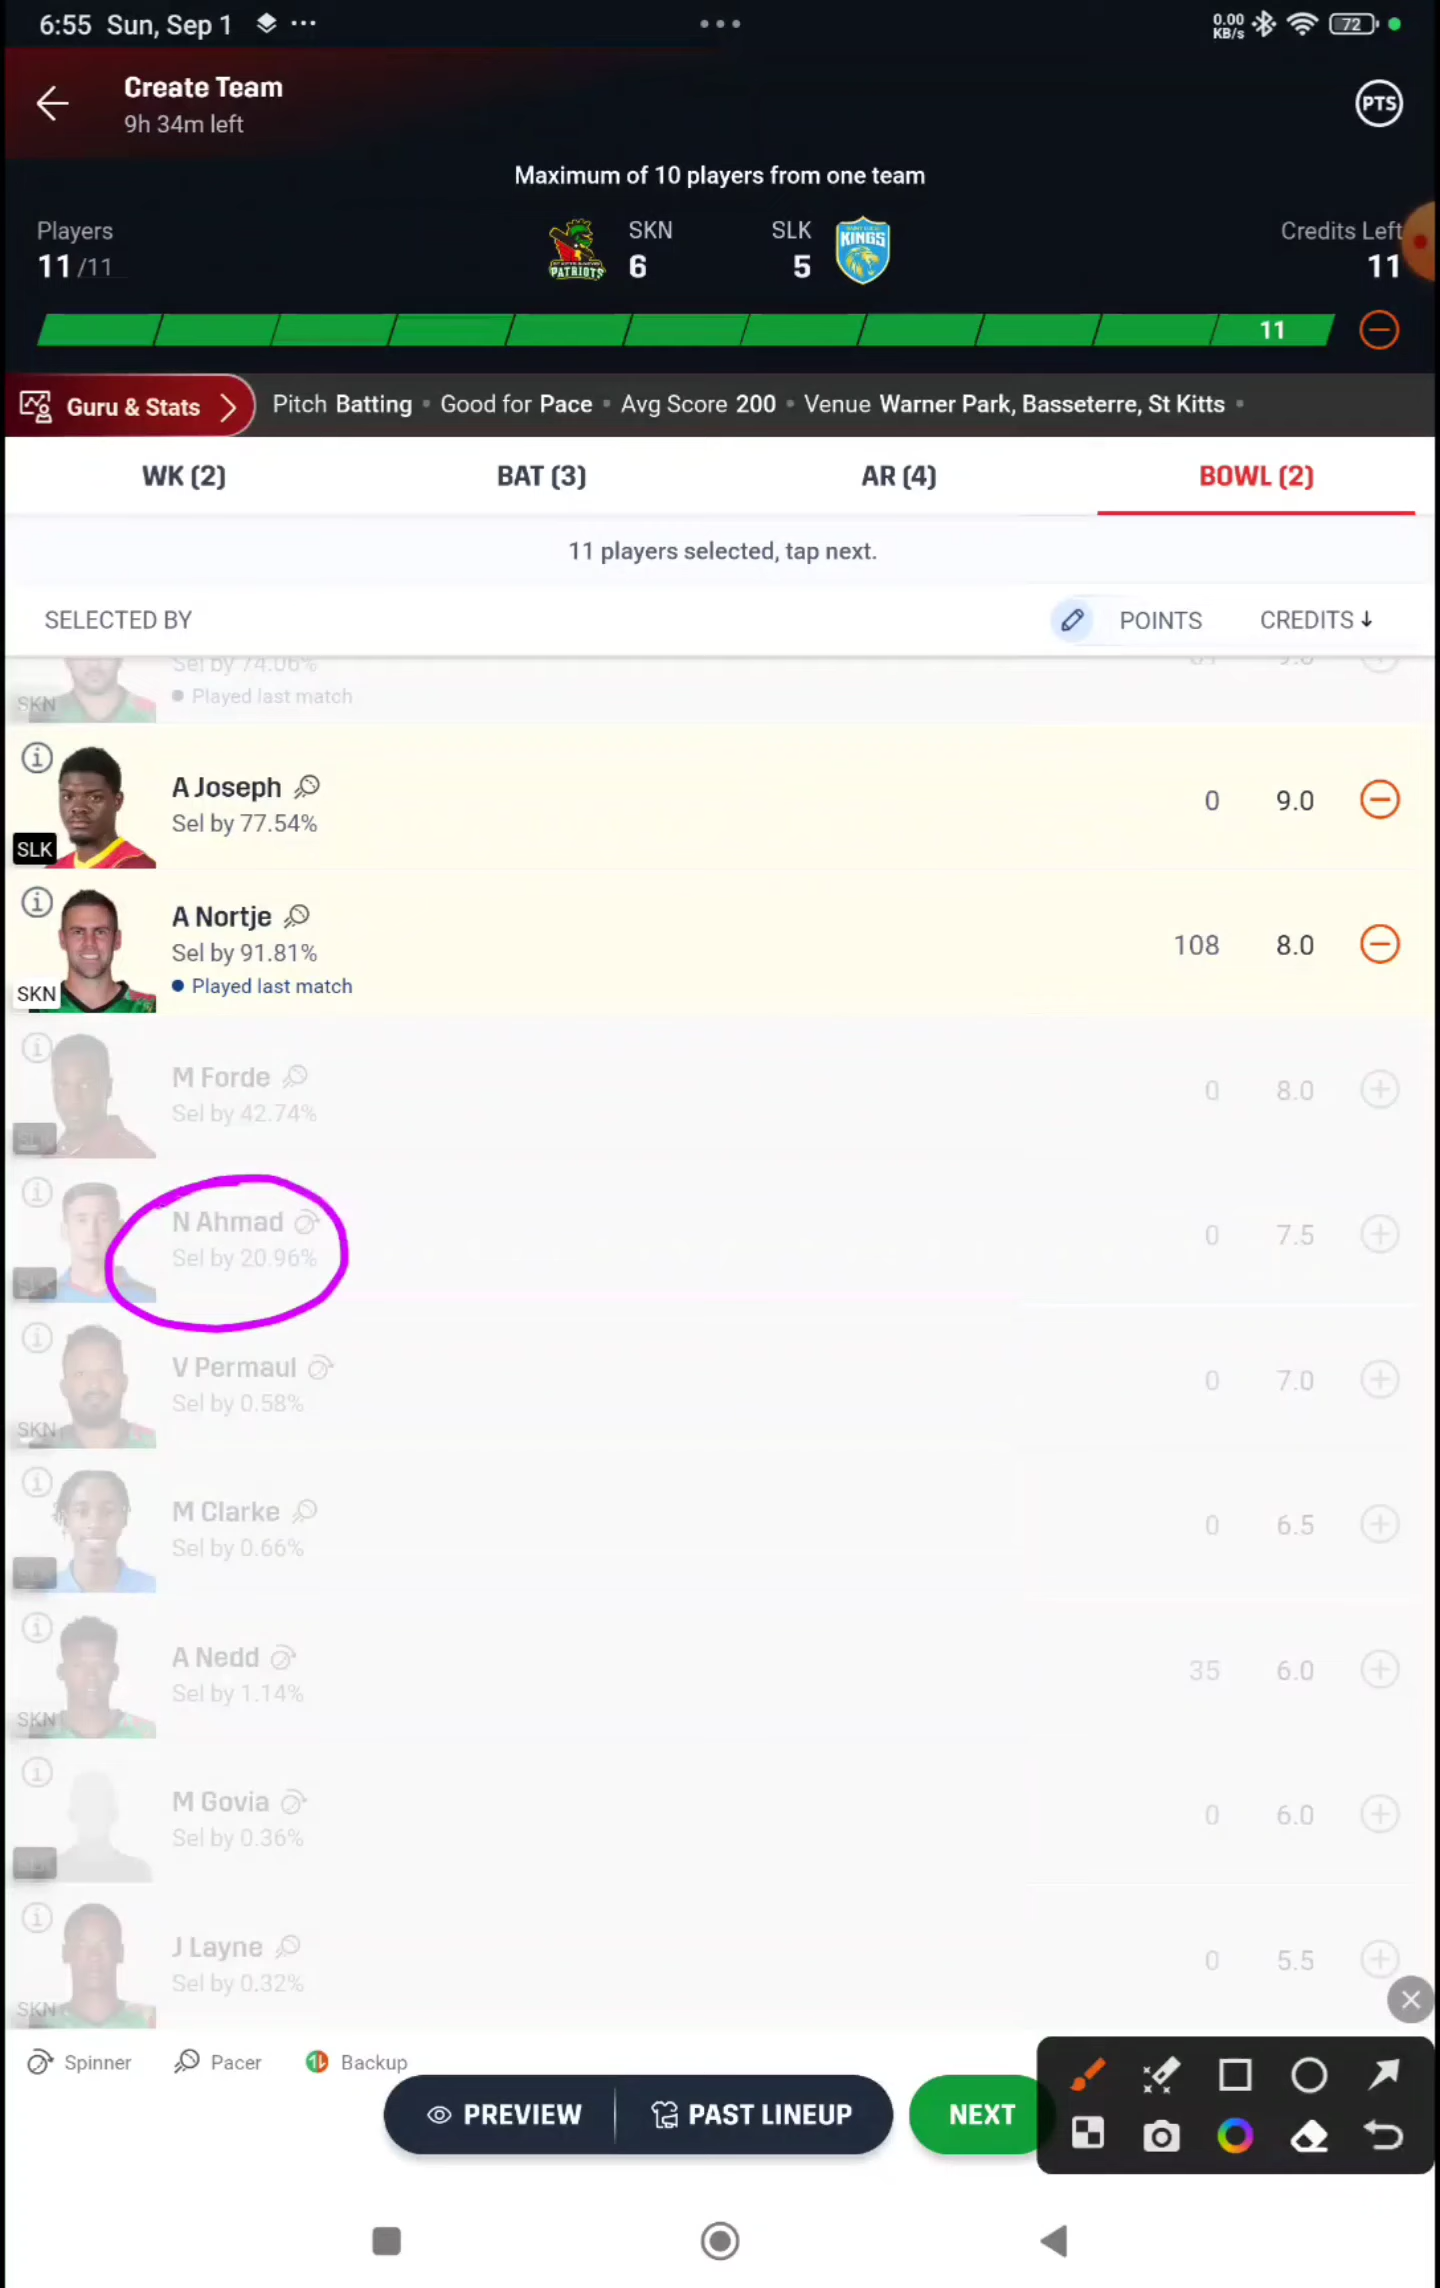 6:55 Sun, Sep 1 ...
0.00 KB/s 72
Create Team
9h 34m left
PTS
Maximum of 10 players from one team
Players
11/11
PATRIOTS
SKN
6
SLK
5
KINGS
Credits Left
11
11
Guru & Stats Pitch Batting • Good for Pace • Avg Score 200 • Venue Warner Park, Basseterre, St Kitts •
WK (2) BAT (3) AR (4) BOWL (2)
11 players selected, tap next.
SELECTED BY POINTS CREDITS ↓
Sel by 74.06%
Played last match
SKN
A Joseph
Sel by 77.54%
SLK
0 9.0
A Nortje
Sel by 91.81%
Played last match
SKN
108 8.0
M Forde
Sel by 42.74%
0 8.0
N Ahmad
Sel by 20.96%
0 7.5
V Permaul
Sel by 0.58%
SKN
0 7.0
M Clarke
Sel by 0.66%
0 6.5
A Nedd
Sel by 1.14%
SKN
35 6.0
M Govia
Sel by 0.36%
0 6.0
J Layne
Sel by 0.32%
SKN
0 5.5
Spinner Pacer Backup
PREVIEW PAST LINEUP NEXT